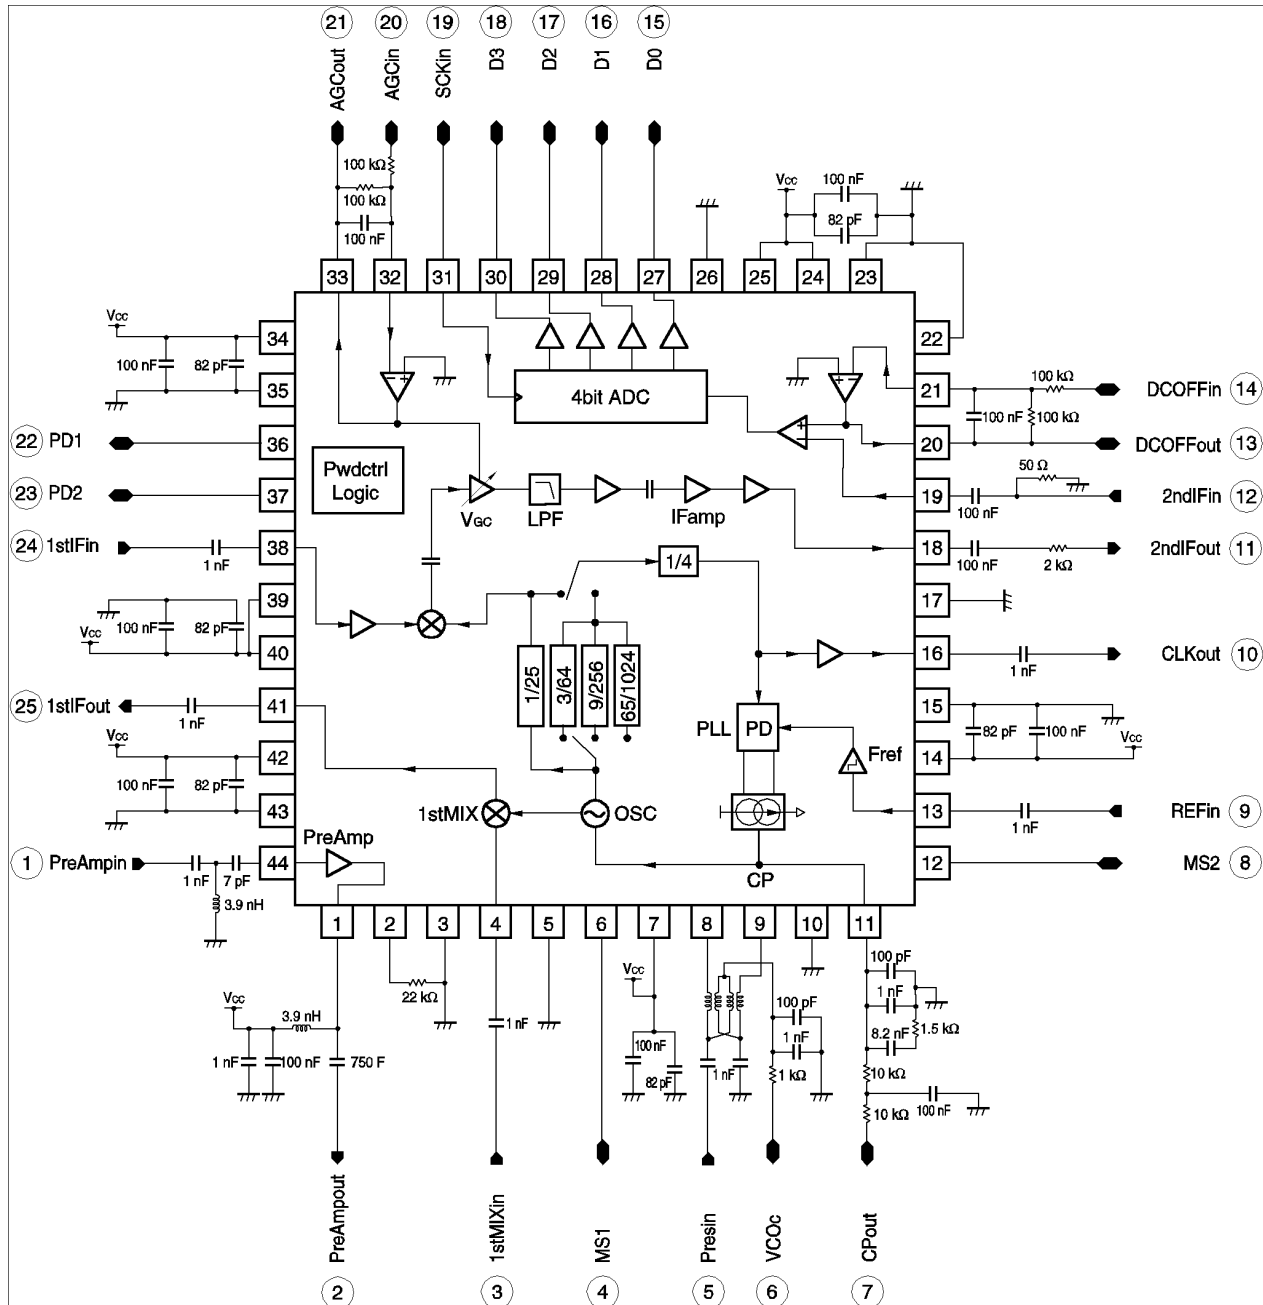 21 20 19 18 17 16 15
AGCout AGCin SCKin D3 D2 D1 D0
100 kΩ
100 kΩ
100 nF
Vcc 100 nF
82 pF
33 32 31 30 29 28 27 26 25 24 23
Vcc
100 nF 82 pF
34
35
22 PD1 36
23 PD2 37
24 1stIFin 1 nF 38
39
100 nF 82 pF
Vcc
40
25 1stIFout 1 nF 41
Vcc
42
100 nF 82 pF
43
1 PreAmpin 1 nF 7 pF 44
3.9 nH
− +
4bit ADC
− +
+
−
Pwdctrl
Logic
VGC LPF IFamp
1/4
1/25 3/64 9/256 65/1024
PLL PD Fref
1stMIX OSC
PreAmp CP
22
21 100 kΩ DCOFFin 14
100 nF 100 kΩ
20 DCOFFout 13
50 Ω
19 100 nF 2ndIFin 12
18 100 nF 2 kΩ 2ndIFout 11
17
16 1 nF CLKout 10
15
82 pF 100 nF Vcc
14
13 1 nF REFin 9
12 MS2 8
1 2 3 4 5 6 7 8 9 10 11
22 kΩ
Vcc 3.9 nH
1 nF 100 nF 750 F
1 nF
Vcc
100 nF
82 pF
1 nF
100 pF
1 nF
1 kΩ
100 pF
1 nF
8.2 nF 1.5 kΩ
10 kΩ
10 kΩ 100 nF
PreAmpout 1stMIXin MS1 Presin VCOc CPout
2 3 4 5 6 7